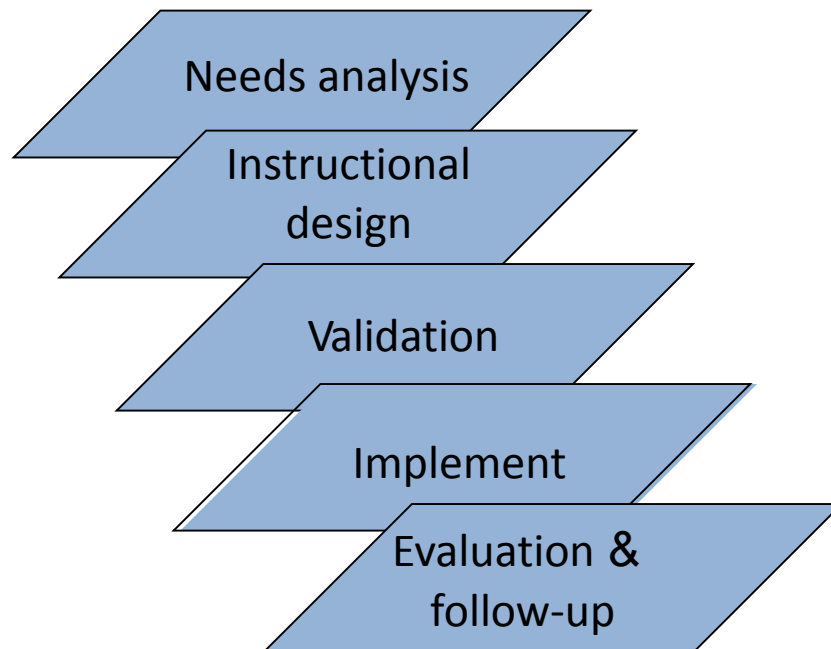 Needs analysis
Instructional
design
Validation
Implement
Evaluation &
follow-up